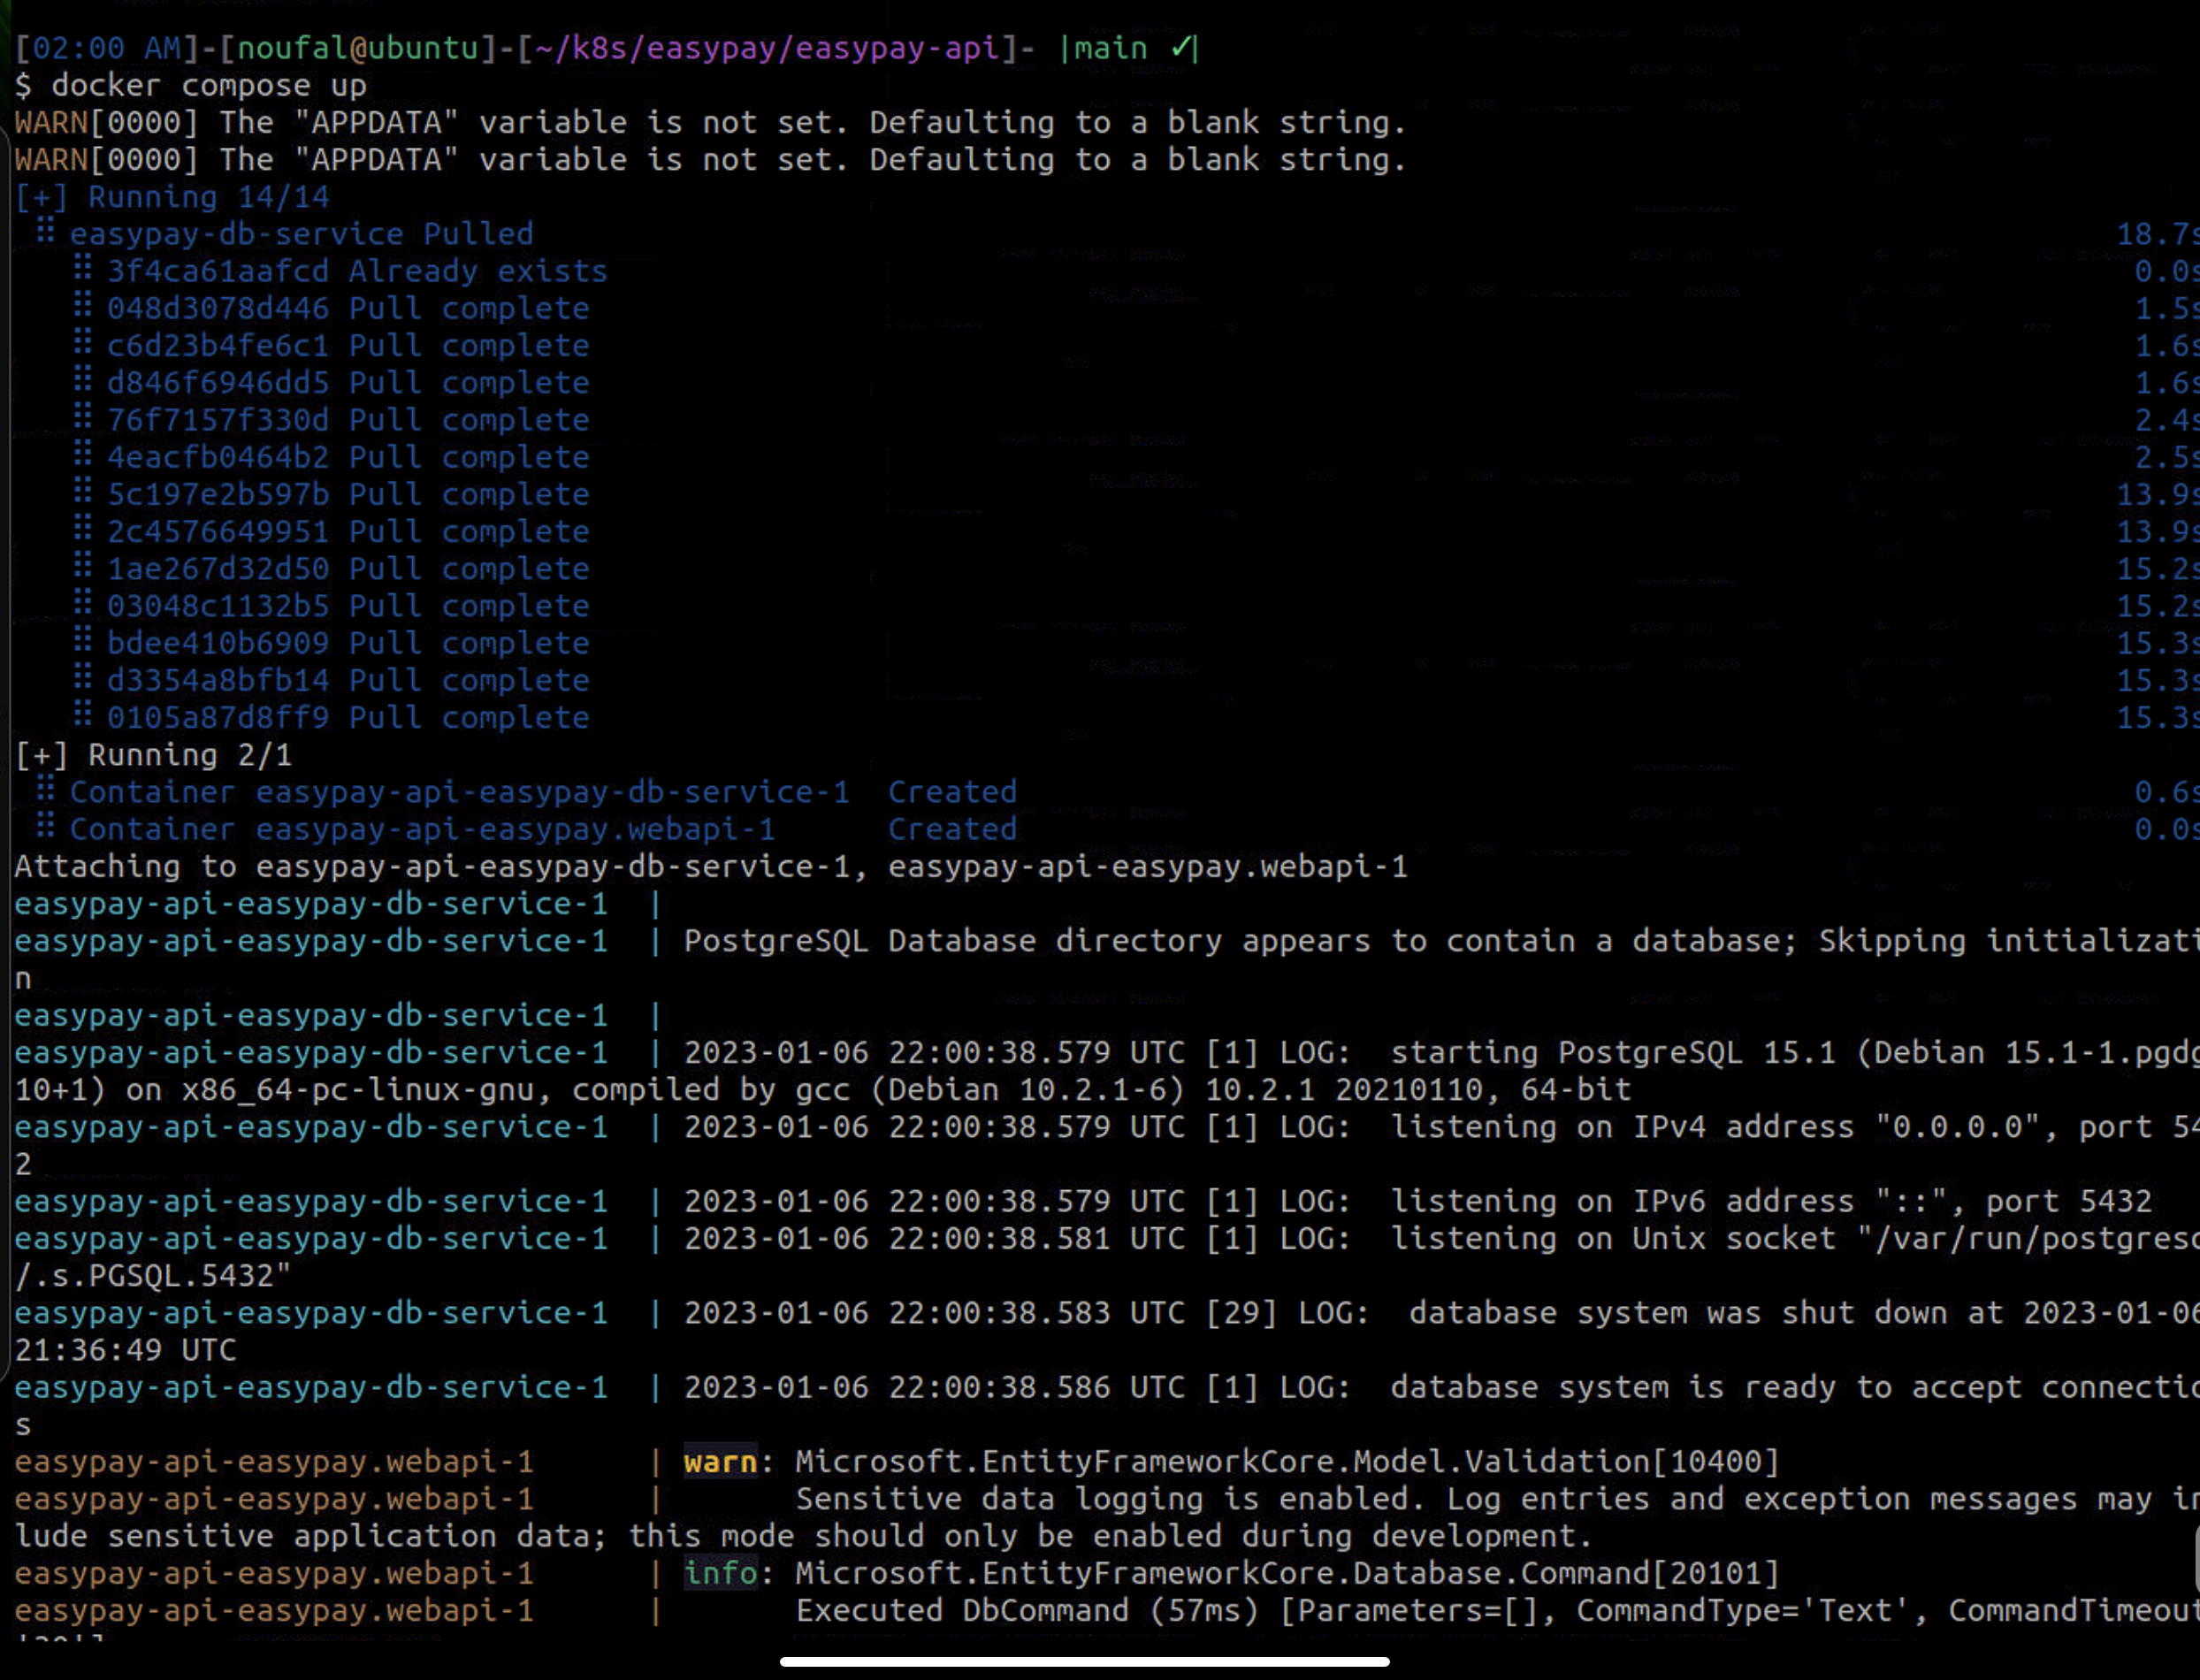 [02:00 AM]-[noufal@ubuntu]-[~/k8s/easypay/easypay-api]- |main ✓|
$ docker compose up
WARN[0000] The "APPDATA" variable is not set. Defaulting to a blank string.
WARN[0000] The "APPDATA" variable is not set. Defaulting to a blank string.
[+] Running 14/14
⠿ easypay-db-service Pulled 18.7s
⠿ 3f4ca61aafcd Already exists 0.0s
⠿ 048d3078d446 Pull complete 1.5s
⠿ c6d23b4fe6c1 Pull complete 1.6s
⠿ d846f6946dd5 Pull complete 1.6s
⠿ 76f7157f330d Pull complete 2.4s
⠿ 4eacfb0464b2 Pull complete 2.5s
⠿ 5c197e2b597b Pull complete 13.9s
⠿ 2c4576649951 Pull complete 13.9s
⠿ 1ae267d32d50 Pull complete 15.2s
⠿ 03048c1132b5 Pull complete 15.2s
⠿ bdee410b6909 Pull complete 15.3s
⠿ d3354a8bfb14 Pull complete 15.3s
⠿ 0105a87d8ff9 Pull complete 15.3s
[+] Running 2/1
⠿ Container easypay-api-easypay-db-service-1 Created 0.6s
⠿ Container easypay-api-easypay.webapi-1 Created 0.0s
Attaching to easypay-api-easypay-db-service-1, easypay-api-easypay.webapi-1
easypay-api-easypay-db-service-1 |
easypay-api-easypay-db-service-1 | PostgreSQL Database directory appears to contain a database; Skipping initializati
n
easypay-api-easypay-db-service-1 |
easypay-api-easypay-db-service-1 | 2023-01-06 22:00:38.579 UTC [1] LOG: starting PostgreSQL 15.1 (Debian 15.1-1.pgdg
10+1) on x86_64-pc-linux-gnu, compiled by gcc (Debian 10.2.1-6) 10.2.1 20210110, 64-bit
easypay-api-easypay-db-service-1 | 2023-01-06 22:00:38.579 UTC [1] LOG: listening on IPv4 address "0.0.0.0", port 54
2
easypay-api-easypay-db-service-1 | 2023-01-06 22:00:38.579 UTC [1] LOG: listening on IPv6 address "::", port 5432
easypay-api-easypay-db-service-1 | 2023-01-06 22:00:38.581 UTC [1] LOG: listening on Unix socket "/var/run/postgresq
/.s.PGSQL.5432"
easypay-api-easypay-db-service-1 | 2023-01-06 22:00:38.583 UTC [29] LOG: database system was shut down at 2023-01-06
21:36:49 UTC
easypay-api-easypay-db-service-1 | 2023-01-06 22:00:38.586 UTC [1] LOG: database system is ready to accept connectio
s
easypay-api-easypay.webapi-1 | warn: Microsoft.EntityFrameworkCore.Model.Validation[10400]
easypay-api-easypay.webapi-1 | Sensitive data logging is enabled. Log entries and exception messages may in
lude sensitive application data; this mode should only be enabled during development.
easypay-api-easypay.webapi-1 | info: Microsoft.EntityFrameworkCore.Database.Command[20101]
easypay-api-easypay.webapi-1 | Executed DbCommand (57ms) [Parameters=[], CommandType='Text', CommandTimeout